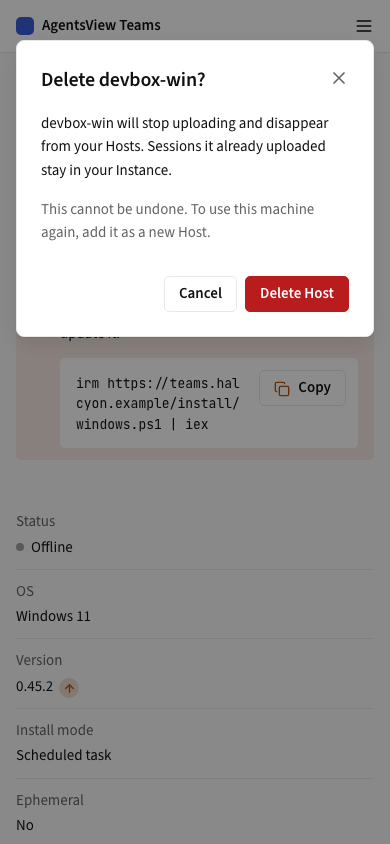 AgentsView Teams
Delete devbox-win?
devbox-win will stop uploading and disappear
from your Hosts. Sessions it already uploaded
stay in your Instance.
This cannot be undone. To use this machine
again, add it as a new Host.
Cancel
Delete Host
irm https://teams.hal
cyon.example/install/
windows.ps1 | iex
Copy
Status
Offline
OS
Windows 11
Version
0.45.2
Install mode
Scheduled task
Ephemeral
No